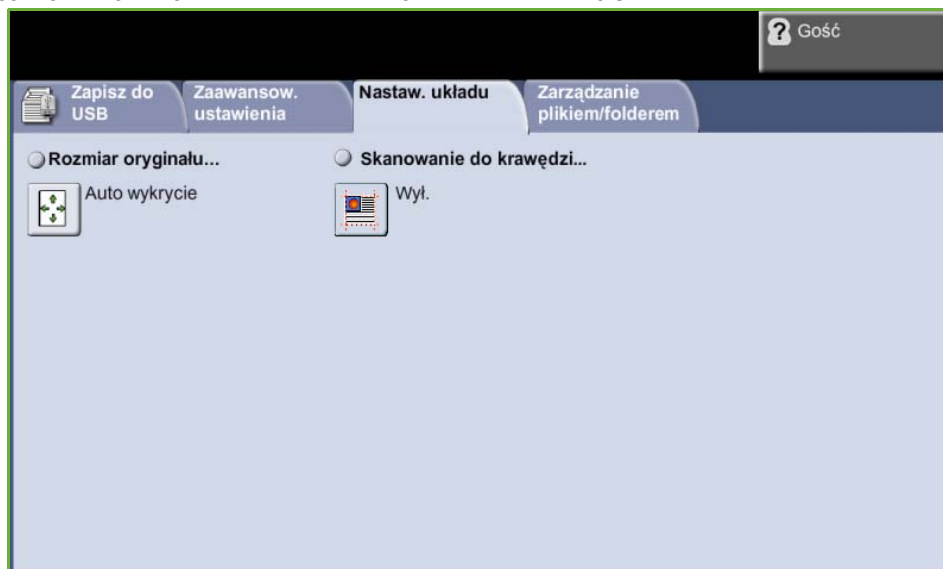 Gość
Zapisz do
USB
Zaawansow.
ustawienia
Nastaw. układu
Zarządzanie
plikiem/folderem
Rozmiar oryginału...
Auto wykrycie
Skanowanie do krawędzi...
Wył.